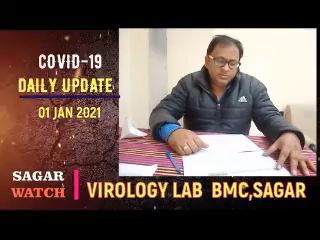 COVID-19
DAILY UPDATE
01 JAN 2021
SAGAR
WATCH
VIROLOGY LAB BMC,SAGAR